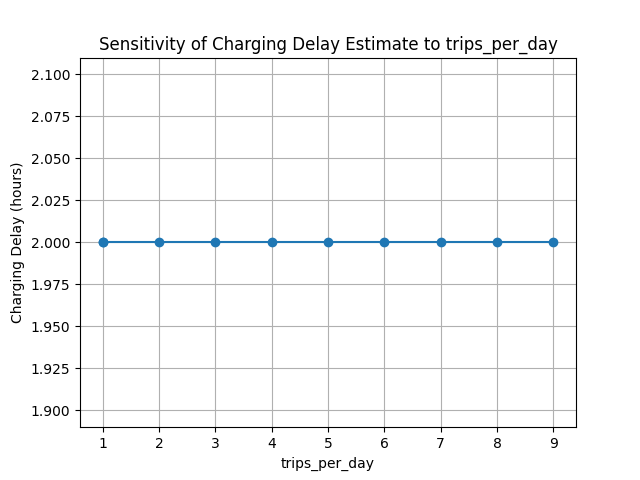 Sensitivity of Charging Delay Estimate to trips_per_day
Charging Delay (hours)
2.100
2.075
2.050
2.025
2.000
1.975
1.950
1.925
1.900
1 2 3 4 5 6 7 8 9
trips_per_day